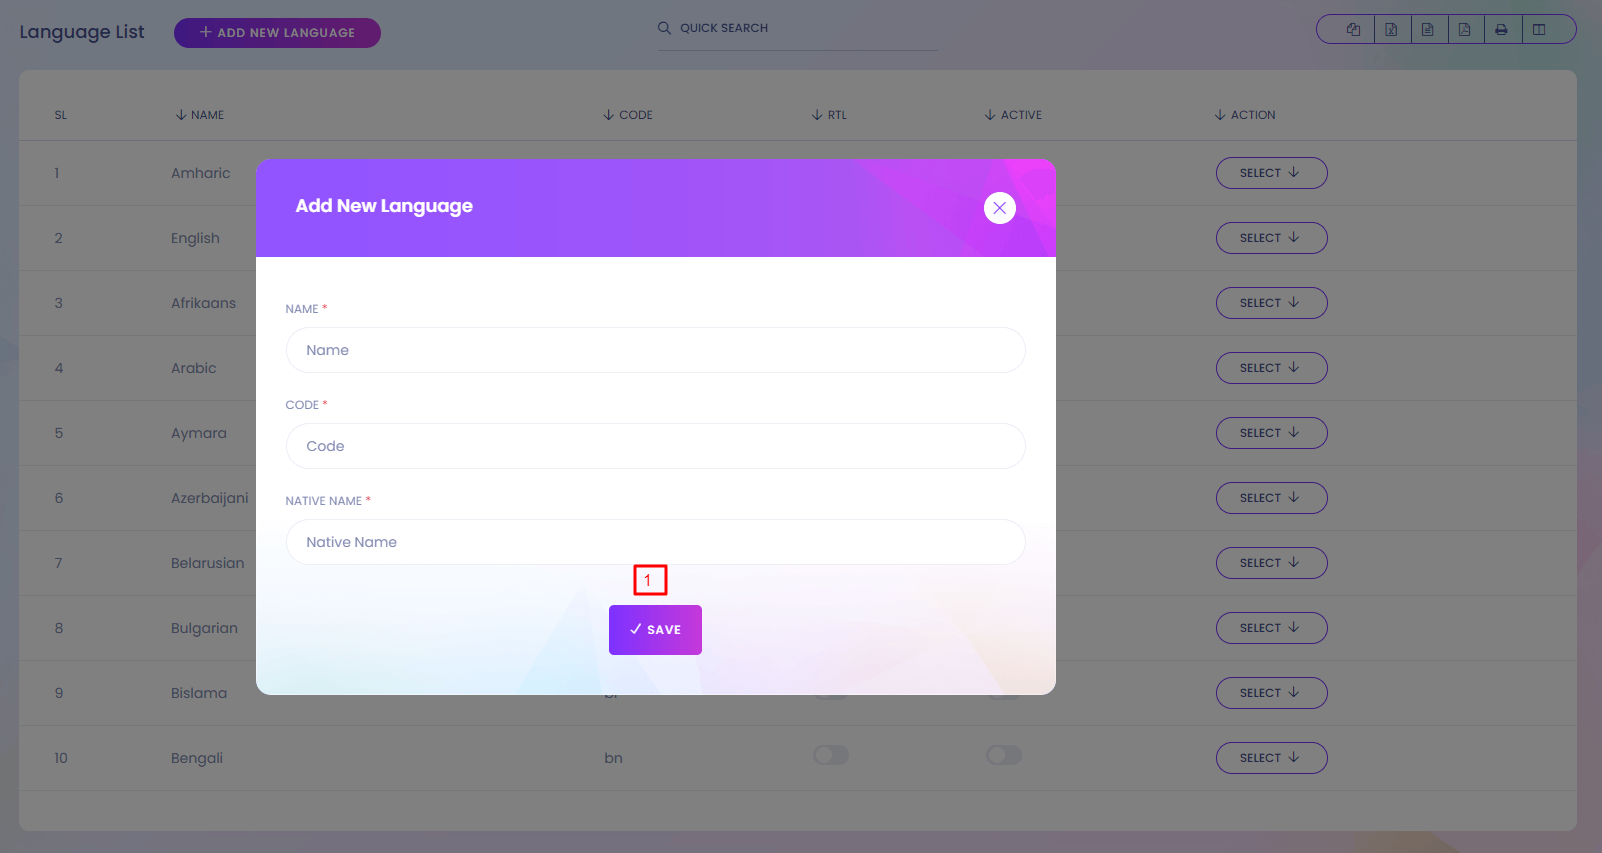 Language List
+ ADD NEW LANGUAGE
QUICK SEARCH
SL NAME CODE RTL ACTIVE ACTION
1 Amharic SELECT
2 English SELECT
3 Afrikaans SELECT
4 Arabic SELECT
5 Aymara SELECT
6 Azerbaijani SELECT
7 Belarusian SELECT
8 Bulgarian SELECT
9 Bislama SELECT
10 Bengali bn SELECT
Add New Language
NAME *
Name
CODE *
Code
NATIVE NAME *
Native Name
1
SAVE